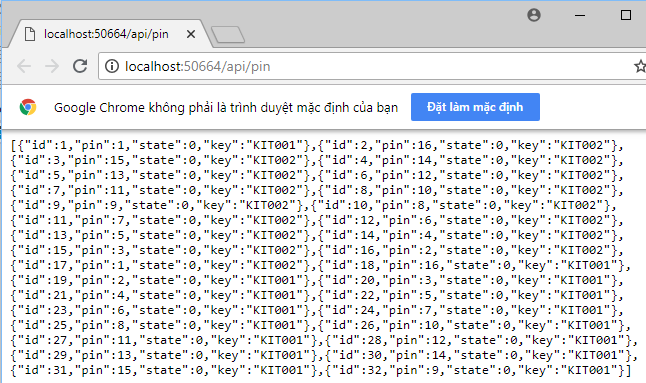 localhost:50664/api/pin
localhost:50664/api/pin
Google Chrome không phải là trình duyệt mặc định của bạn Đặt làm mặc định
[{"id":1,"pin":1,"state":0,"key":"KIT001"},{"id":2,"pin":16,"state":0,"key":"KIT002"},
{"id":3,"pin":15,"state":0,"key":"KIT002"},{"id":4,"pin":14,"state":0,"key":"KIT002"},
{"id":5,"pin":13,"state":0,"key":"KIT002"},{"id":6,"pin":12,"state":0,"key":"KIT002"},
{"id":7,"pin":11,"state":0,"key":"KIT002"},{"id":8,"pin":10,"state":0,"key":"KIT002"},
{"id":9,"pin":9,"state":0,"key":"KIT002"},{"id":10,"pin":8,"state":0,"key":"KIT002"},
{"id":11,"pin":7,"state":0,"key":"KIT002"},{"id":12,"pin":6,"state":0,"key":"KIT002"},
{"id":13,"pin":5,"state":0,"key":"KIT002"},{"id":14,"pin":4,"state":0,"key":"KIT002"},
{"id":15,"pin":3,"state":0,"key":"KIT002"},{"id":16,"pin":2,"state":0,"key":"KIT002"},
{"id":17,"pin":1,"state":0,"key":"KIT002"},{"id":18,"pin":16,"state":0,"key":"KIT001"},
{"id":19,"pin":2,"state":0,"key":"KIT001"},{"id":20,"pin":3,"state":0,"key":"KIT001"},
{"id":21,"pin":4,"state":0,"key":"KIT001"},{"id":22,"pin":5,"state":0,"key":"KIT001"},
{"id":23,"pin":6,"state":0,"key":"KIT001"},{"id":24,"pin":7,"state":0,"key":"KIT001"},
{"id":25,"pin":8,"state":0,"key":"KIT001"},{"id":26,"pin":10,"state":0,"key":"KIT001"},
{"id":27,"pin":11,"state":0,"key":"KIT001"},{"id":28,"pin":12,"state":0,"key":"KIT001"},
{"id":29,"pin":13,"state":0,"key":"KIT001"},{"id":30,"pin":14,"state":0,"key":"KIT001"},
{"id":31,"pin":15,"state":0,"key":"KIT001"},{"id":32,"pin":9,"state":0,"key":"KIT001"}]